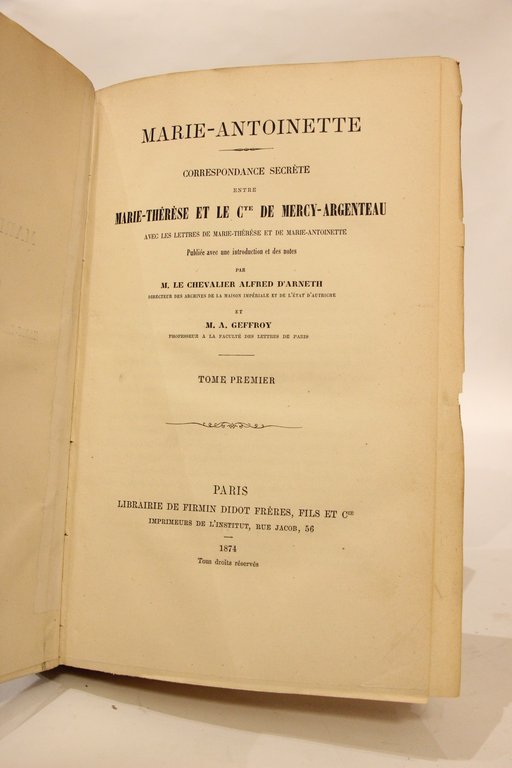 MARIE-ANTOINETTE
CORRESPONDANCE SECRÈTE
ENTRE
MARIE-THÉRÈSE ET LE CTE DE MERCY-ARGENTEAU
AVEC LES LETTRES DE MARIE-THÉRÈSE ET DE MARIE-ANTOINETTE
Publiée avec une introduction et des notes
PAR
M. LE CHEVALIER ALFRED D'ARNETH
DIRECTEUR DES ARCHIVES DE LA MAISON IMPÉRIALE ET DE L'ÉTAT D'AUTRICHE
ET
M. A. GEFFROY
PROFESSEUR A LA FACULTÉ DES LETTRES DE PARIS
TOME PREMIER
PARIS
LIBRAIRIE DE FIRMIN DIDOT FRÈRES, FILS ET CIE
IMPRIMEURS DE L'INSTITUT, RUE JACOB, 56
1874
Tous droits réservés